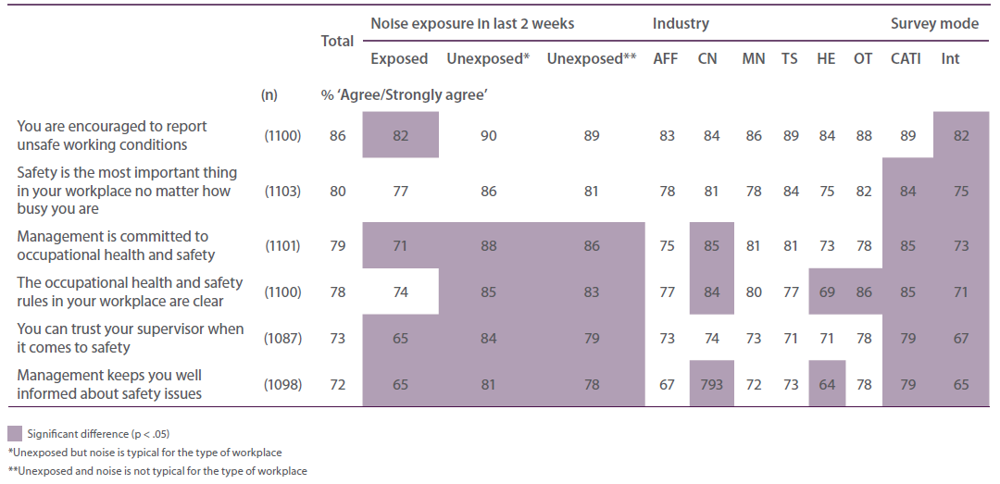 Noise exposure in last 2 weeks Industry Survey mode
Total
Exposed Unexposed* Unexposed** AFF CN MN TS HE OT CATI Int
(n) % ‘Agree/Strongly agree’
You are encouraged to report
unsafe working conditions (1100) 86 82 90 89 83 84 86 89 84 88 89 82
Safety is the most important thing
in your workplace no matter how (1103) 80 77 86 81 78 81 78 84 75 82 84 75
busy you are
Management is committed to
occupational health and safety (1101) 79 71 88 86 75 85 81 81 73 78 85 73
The occupational health and safety
rules in your workplace are clear (1100) 78 74 85 83 77 84 80 77 69 86 85 71
You can trust your supervisor when
it comes to safety (1087) 73 65 84 79 73 74 73 71 71 78 79 67
Management keeps you well
informed about safety issues (1098) 72 65 81 78 67 793 72 73 64 78 79 65
Significant difference (p < .05)
*Unexposed but noise is typical for the type of workplace
**Unexposed and noise is not typical for the type of workplace